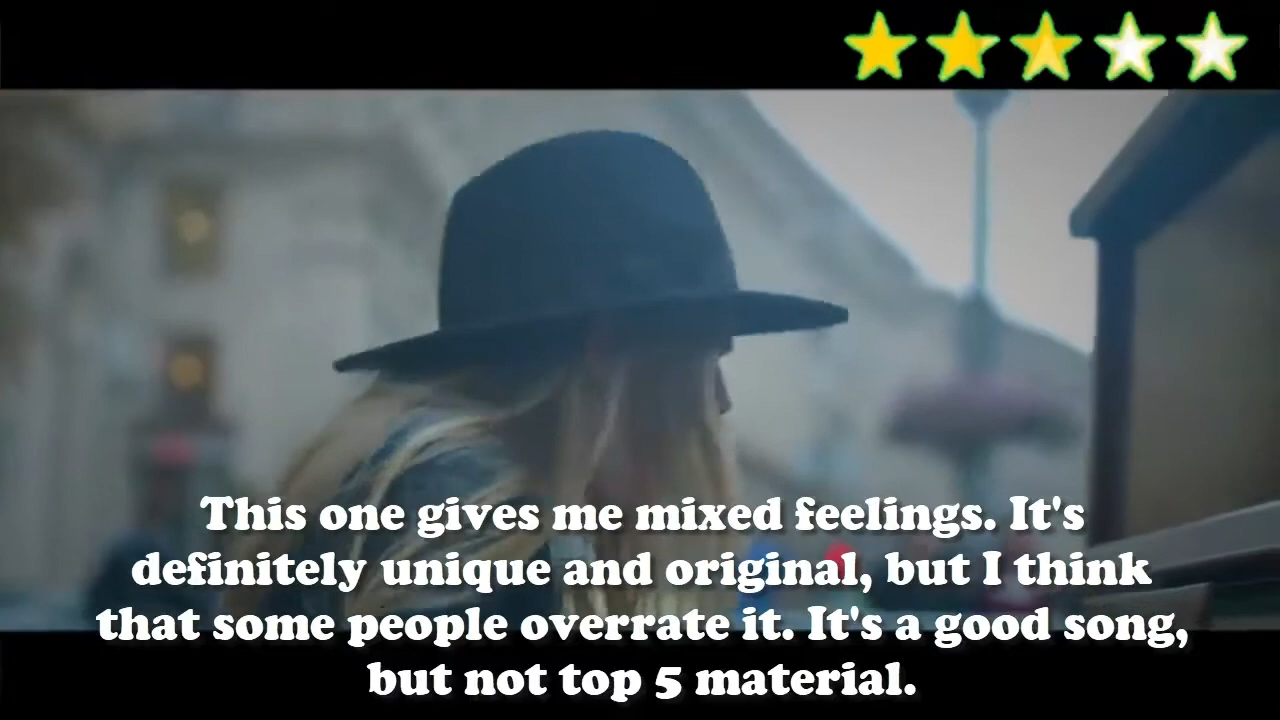 This one gives me mixed feelings. It's
definitely unique and original, but I think
that some people overrate it. It's a good song,
but not top 5 material.